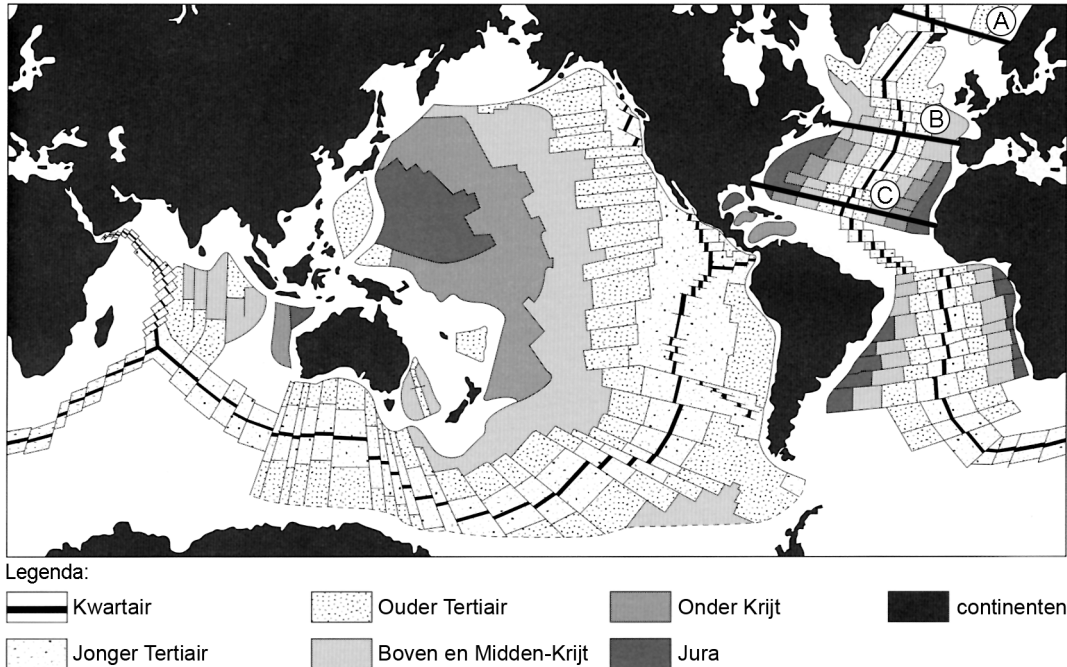 A
B
C
Legenda:
Kwartair
Ouder Tertiair
Onder Krijt
continenten
Jonger Tertiair
Boven en Midden-Krijt
Jura